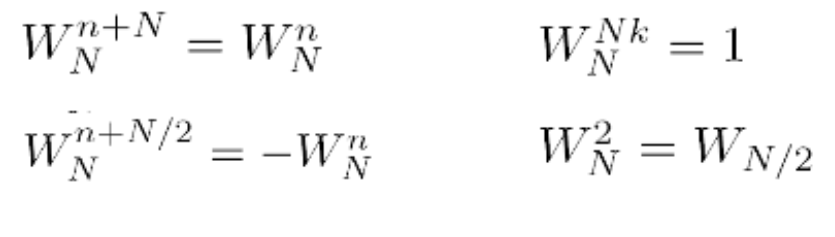 W_N^{n+N} = W_N^n
W_N^{Nk} = 1
W_N^{n+N/2} = -W_N^n
W_N^2 = W_{N/2}